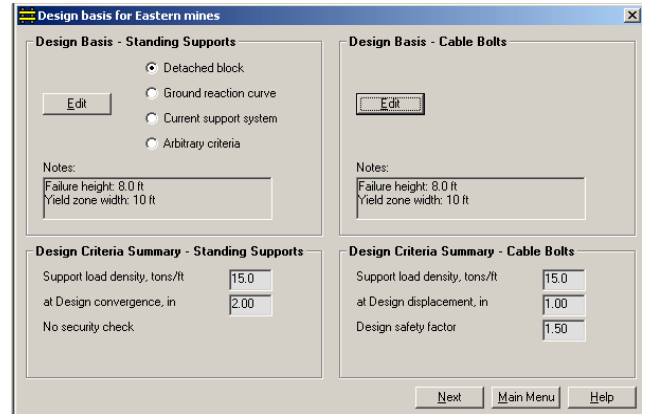 Design basis for Eastern mines
Design Basis - Standing Supports
Detached block
Ground reaction curve
Current support system
Arbitrary criteria
Edit
Notes:
Failure height: 8.0 ft
Yield zone width: 10 ft
Design Basis - Cable Bolts
Edit
Notes:
Failure height: 8.0 ft
Yield zone width: 10 ft
Design Criteria Summary - Standing Supports
Support load density, tons/ft 15.0
at Design convergence, in 2.00
No security check
Design Criteria Summary - Cable Bolts
Support load density, tons/ft 15.0
at Design displacement, in 1.00
Design safety factor 1.50
Next Main Menu Help